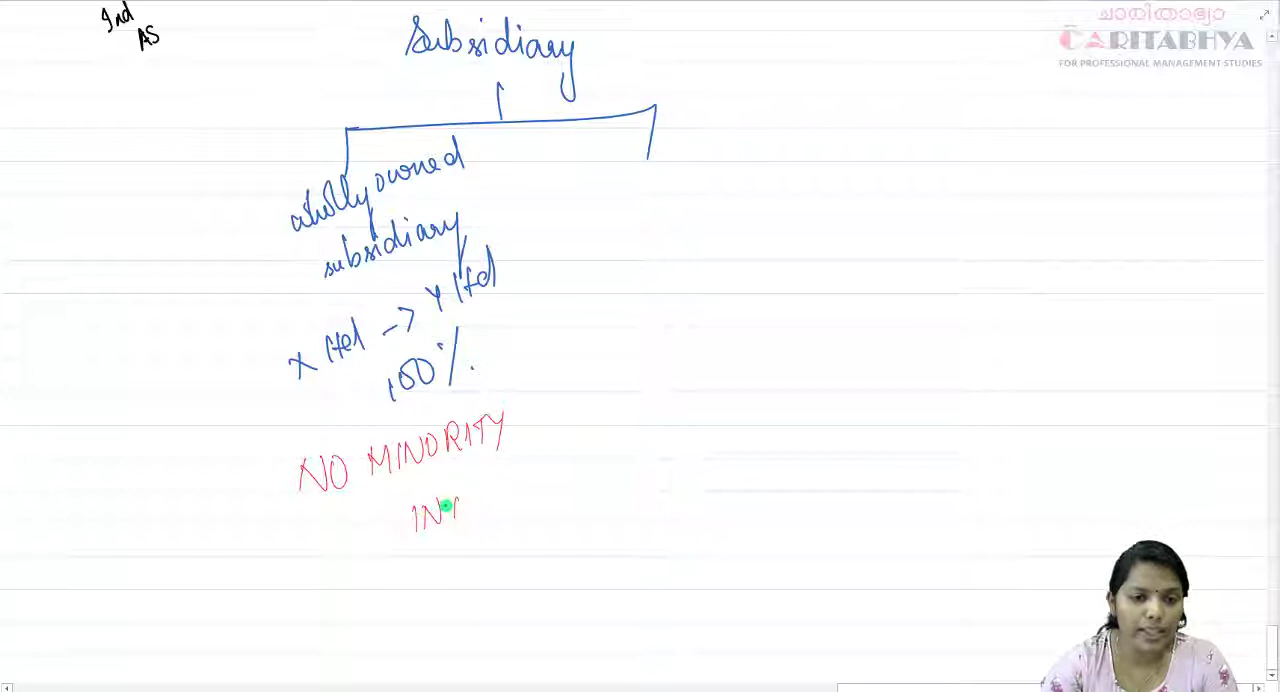 Ind
AS
Subsidiary
ചാരിതാഭ്യാ
CARITABHYA
FOR PROFESSIONAL MANAGEMENT STUDIES
wholly owned
subsidiary
X ltd -> Y ltd
100%.
NO MINORITY
INT